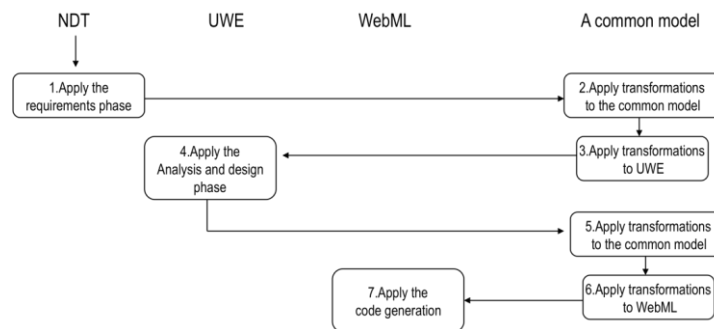 NDT UWE WebML A common model
1.Apply the
requirements phase
2.Apply transformations
to the common model
3.Apply transformations
to UWE
4.Apply the
Analysis and design
phase
5.Apply transformations
to the common model
6.Apply transformations
to WebML
7.Apply the
code generation